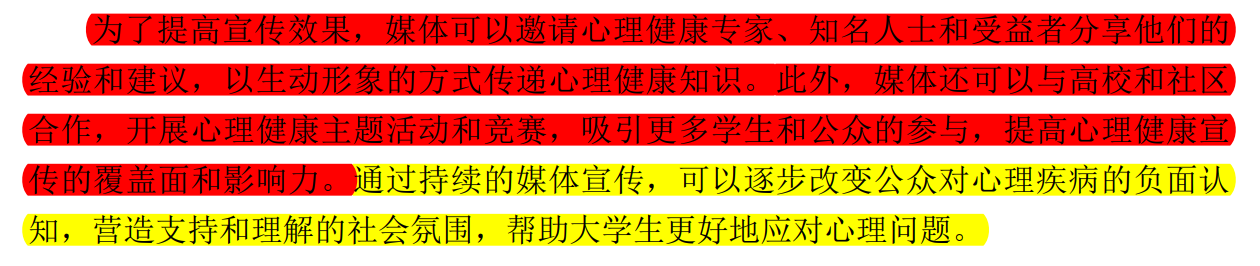 为了提高宣传效果，媒体可以邀请心理健康专家、知名人士和受益者分享他们的
经验和建议，以生动形象的方式传递心理健康知识。此外，媒体还可以与高校和社区
合作，开展心理健康主题活动和竞赛，吸引更多学生和公众的参与，提高心理健康宣
传的覆盖面和影响力。通过持续的媒体宣传，可以逐步改变公众对心理疾病的负面认
知，营造支持和理解的社会氛围，帮助大学生更好地应对心理问题。